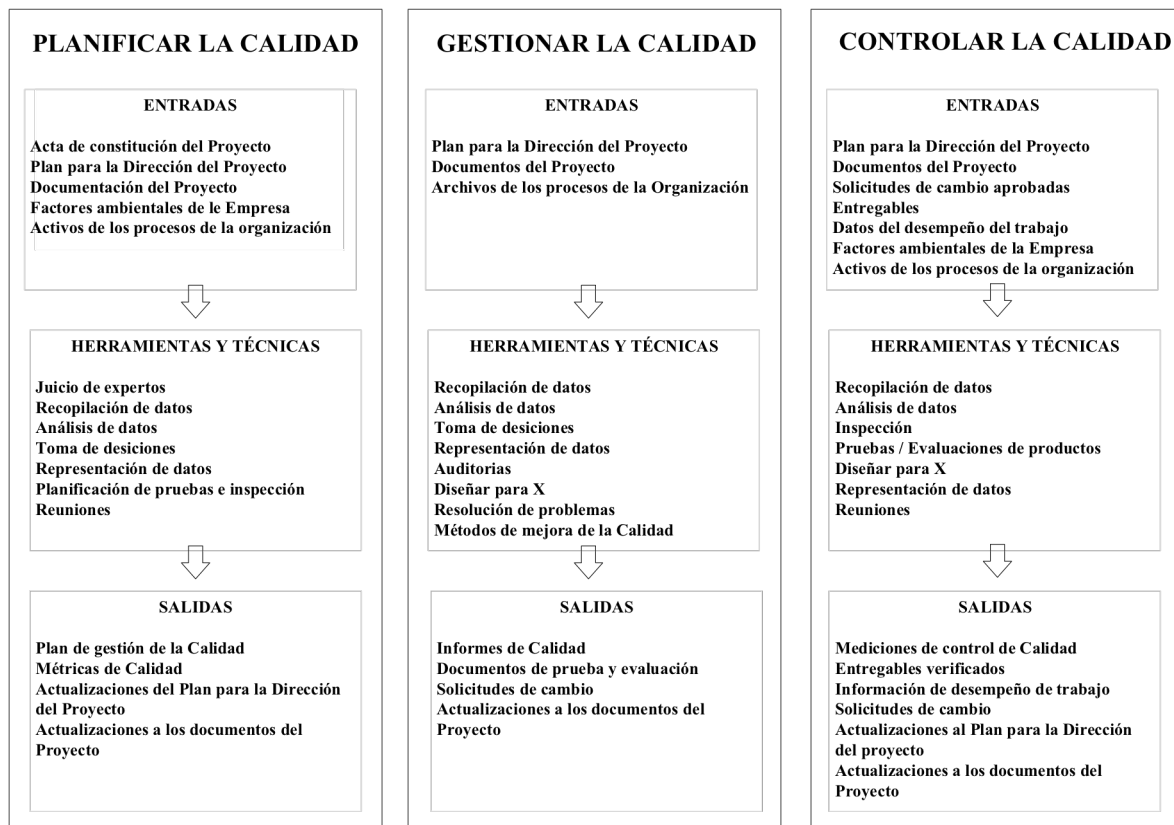 PLANIFICAR LA CALIDAD
ENTRADAS
Acta de constitución del Proyecto
Plan para la Dirección del Proyecto
Documentación del Proyecto
Factores ambientales de le Empresa
Activos de los procesos de la organización
HERRAMIENTAS Y TÉCNICAS
Juicio de expertos
Recopilación de datos
Análisis de datos
Toma de desiciones
Representación de datos
Planificación de pruebas e inspección
Reuniones
SALIDAS
Plan de gestión de la Calidad
Métricas de Calidad
Actualizaciones del Plan para la Dirección
del Proyecto
Actualizaciones a los documentos del
Proyecto
GESTIONAR LA CALIDAD
ENTRADAS
Plan para la Dirección del Proyecto
Documentos del Proyecto
Archivos de los procesos de la Organización
HERRAMIENTAS Y TÉCNICAS
Recopilación de datos
Análisis de datos
Toma de desiciones
Representación de datos
Auditorias
Diseñar para X
Resolución de problemas
Métodos de mejora de la Calidad
SALIDAS
Informes de Calidad
Documentos de prueba y evaluación
Solicitudes de cambio
Actualizaciones a los documentos del
Proyecto
CONTROLAR LA CALIDAD
ENTRADAS
Plan para la Dirección del Proyecto
Documentos del Proyecto
Solicitudes de cambio aprobadas
Entregables
Datos del desempeño del trabajo
Factores ambientales de la Empresa
Activos de los procesos de la organización
HERRAMIENTAS Y TÉCNICAS
Recopilación de datos
Análisis de datos
Inspección
Pruebas / Evaluaciones de productos
Diseñar para X
Representación de datos
Reuniones
SALIDAS
Mediciones de control de Calidad
Entregables verificados
Información de desempeño de trabajo
Solicitudes de cambio
Actualizaciones al Plan para la Dirección
del proyecto
Actualizaciones a los documentos del
Proyecto